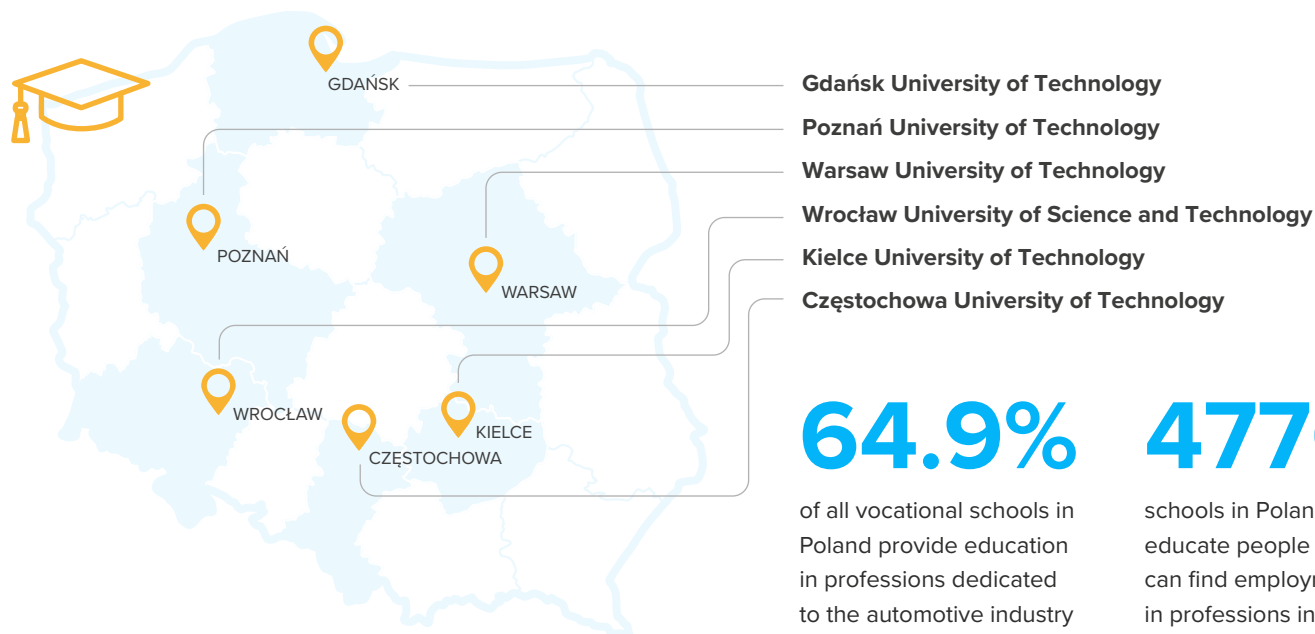 GDAŃSK
POZNAŃ
WARSAW
WROCŁAW
KIELCE
CZĘSTOCHOWA
Gdańsk University of Technology
Poznań University of Technology
Warsaw University of Technology
Wrocław University of Science and Technology
Kielce University of Technology
Częstochowa University of Technology
64.9%
of all vocational schools in
Poland provide education
in professions dedicated
to the automotive industry
477
schools in
educate people
can find
in professions in